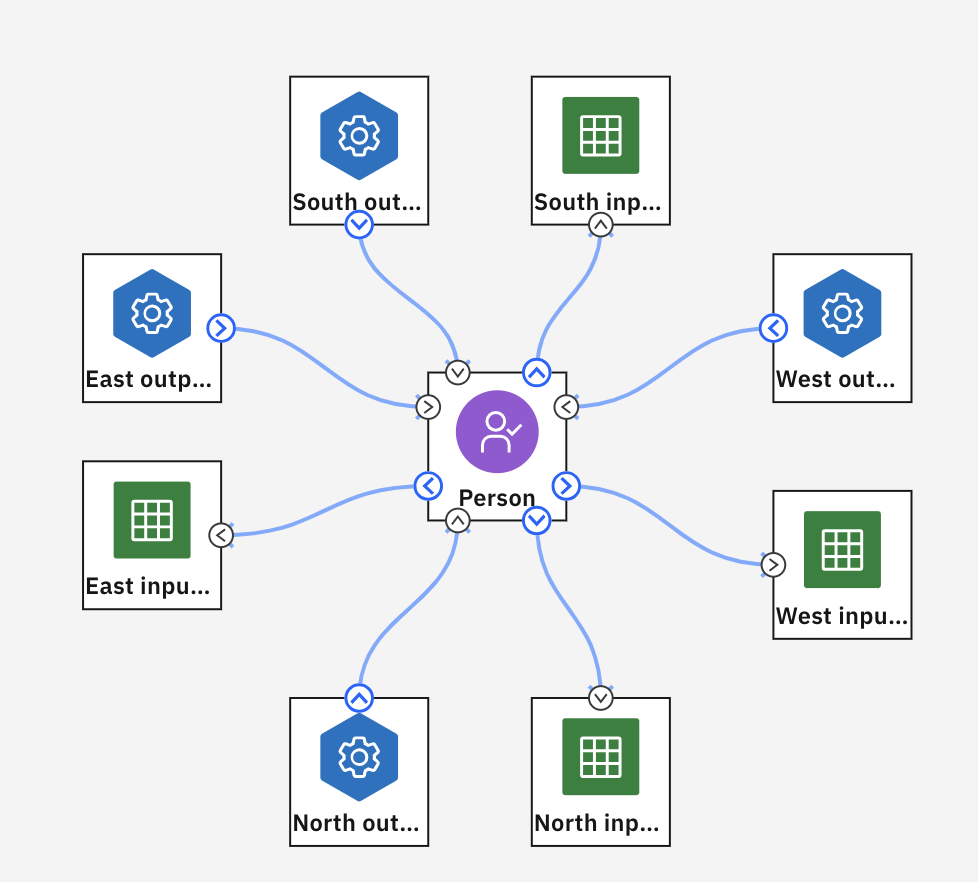 South out...
South inp...
East outp...
West out...
Person
East inpu...
West inpu...
North out...
North inp...